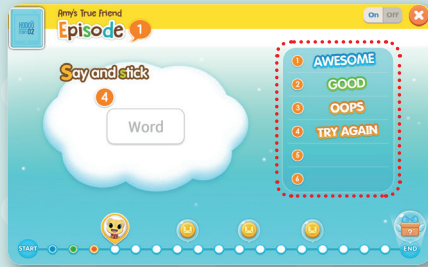 Amy's True Friend
Episode 1
On Off
Say and stick
4
Word
1 AWESOME
2 GOOD
3 OOPS
4 TRY AGAIN
5
6
?
START
END